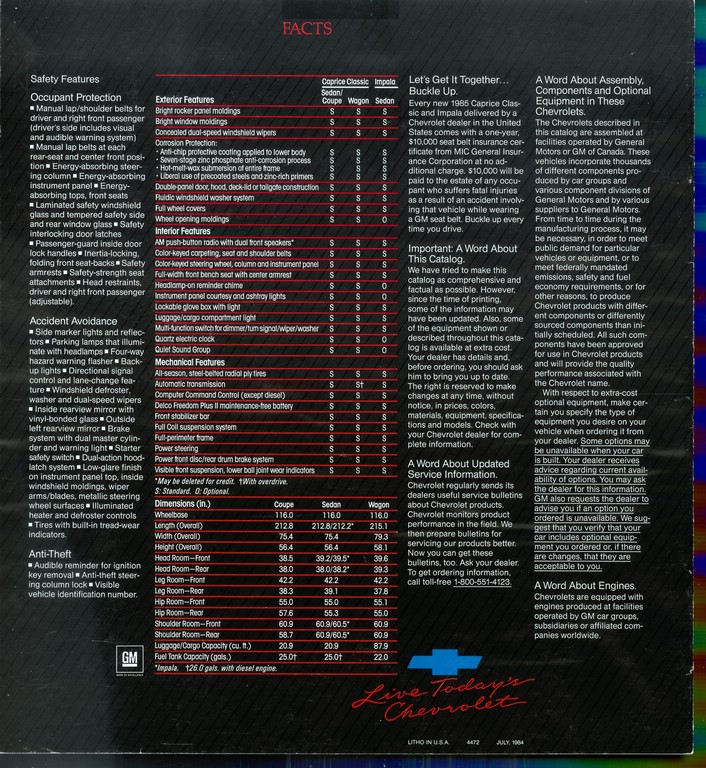 FACTS
Safety Features
Occupant Protection
■ Manual lap/shoulder belts for
driver and right front passenger
(driver's side includes visual
and audible warning system)
■ Manual lap belts at each
rear-seat and center front posi-
tion ■ Energy-absorbing steer-
ing column ■ Energy-absorbing
instrument panel ■ Energy-
absorbing tops, front seats
■ Laminated safety windshield
glass and tempered safety side
and rear window glass ■ Safety
interlocking door latches
■ Passenger-guard inside door
lock handles ■ Inertia-locking,
folding front seat-backs ■ Safety
armrests ■ Safety-strength seat
attachments ■ Head restraints,
driver and right front passenger
(adjustable).
Accident Avoidance
■ Side marker lights and reflec-
tors ■ Parking lamps that illumi-
nate with headlamps ■ Four-way
hazard warning flasher ■ Back-
up lights ■ Directional signal
control and lane-change fea-
ture ■ Windshield defroster,
washer and dual-speed wipers
■ Inside rearview mirror with
vinyl-bonded glass ■ Outside
left rearview mirror ■ Brake
system with dual master cylin-
der and warning light ■ Starter
safety switch ■ Dual-action hood-
latch system ■ Low-glare finish
on instrument panel top, inside
windshield moldings, wiper
arms/blades, metallic steering
wheel surfaces ■ Illuminated
heater and defroster controls
■ Tires with built-in tread-wear
indicators.
Anti-Theft
■ Audible reminder for ignition
key removal ■ Anti-theft steer-
ing column lock ■ Visible
vehicle identification number.
GM
MARK OF EXCELLENCE
Caprice Classic Impala
Sedan/
Exterior Features Coupe Wagon Sedan
Bright rocker panel moldings S S S
Bright window moldings S S S
Concealed dual-speed windshield wipers S S S
Corrosion Protection:
• Anti-chip protective coating applied to lower body S S S
• Seven-stage zinc phosphate anti-corrosion process S S S
• Hot-melt-wax submersion of entire frame S S S
• Liberal use of precoated steels and zinc-rich primers S S S
Double-panel door, hood, deck-lid or tailgate construction S S S
Fluidic windshield washer system S S S
Full wheel covers S S S
Wheel opening moldings S S O
Interior Features
AM push-button radio with dual front speakers* S S S
Color-keyed carpeting, seat and shoulder belts S S S
Color-keyed steering wheel, column and instrument panel S S S
Full-width front bench seat with center armrest S S S
Headlamp-on reminder chime S S O
Instrument panel courtesy and ashtray lights S S O
Lockable glove box with light S S S
Luggage/cargo compartment light S S S
Multi-function switch for dimmer/turn signal/wiper/washer S S S
Quartz electric clock S S O
Quiet Sound Group S S O
Mechanical Features
All-season, steel-belted radial ply tires S S S
Automatic transmission S S† S
Computer Command Control (except diesel) S S S
Delco Freedom Plus II maintenance-free battery S S S
Front stabilizer bar S S S
Full Coil suspension system S S S
Full-perimeter frame S S S
Power steering S S S
Power front disc/rear drum brake system S S S
Visible front suspension, lower ball joint wear indicators S S S
*May be deleted for credit. †With overdrive.
S: Standard. O: Optional.
Dimensions (in.) Coupe Sedan Wagon
Wheelbase 116.0 116.0 116.0
Length (Overall) 212.8 212.8/212.2* 215.1
Width (Overall) 75.4 75.4 79.3
Height (Overall) 56.4 56.4 58.1
Head Room—Front 38.5 39.2/39.5* 39.6
Head Room—Rear 38.0 38.0/38.2* 39.3
Leg Room—Front 42.2 42.2 42.2
Leg Room—Rear 38.3 39.1 37.8
Hip Room—Front 55.0 55.0 55.1
Hip Room—Rear 57.6 55.3 55.0
Shoulder Room—Front 60.9 60.9/60.5* 60.9
Shoulder Room—Rear 58.7 60.9/60.5* 60.9
Luggage/Cargo Capacity (cu. ft.) 20.9 20.9 87.9
Fuel Tank Capacity (gals.) 25.0† 25.0† 22.0
*Impala. †26.0 gals. with diesel engine.
Let's Get It Together...
Buckle Up.
Every new 1985 Caprice Clas-
sic and Impala delivered by a
Chevrolet dealer in the United
States comes with a one-year,
$10,000 seat belt insurance cer-
tificate from MIC General Insur-
ance Corporation at no ad-
ditional charge. $10,000 will be
paid to the estate of any occu-
pant who suffers fatal injuries
as a result of an accident involv-
ing that vehicle while wearing
a GM seat belt. Buckle up every
time you drive.
Important: A Word About
This Catalog.
We have tried to make this
catalog as comprehensive and
factual as possible. However,
since the time of printing,
some of the information may
have been updated. Also, some
of the equipment shown or
described throughout this cata-
log is available at extra cost.
Your dealer has details and,
before ordering, you should ask
him to bring you up to date.
The right is reserved to make
changes at any time, without
notice, in prices, colors,
materials, equipment, specifica-
tions and models. Check with
your Chevrolet dealer for com-
plete information.
A Word About Updated
Service Information.
Chevrolet regularly sends its
dealers useful service bulletins
about Chevrolet products.
Chevrolet monitors product
performance in the field. We
then prepare bulletins for
servicing our products better.
Now you can get these
bulletins, too. Ask your dealer.
To get ordering information,
call toll-free 1-800-551-4123.
A Word About Assembly,
Components and Optional
Equipment in These
Chevrolets.
The Chevrolets described in
this catalog are assembled at
facilities operated by General
Motors or GM of Canada. These
vehicles incorporate thousands
of different components pro-
duced by car groups and
various component divisions of
General Motors and by various
suppliers to General Motors.
From time to time during the
manufacturing process, it may
be necessary, in order to meet
public demand for particular
vehicles or equipment, or to
meet federally mandated
emissions, safety and fuel
economy requirements, or for
other reasons, to produce
Chevrolet products with differ-
ent components or differently
sourced components than ini-
tially scheduled. All such com-
ponents have been approved
for use in Chevrolet products
and will provide the quality
performance associated with
the Chevrolet name.
With respect to extra-cost
optional equipment, make cer-
tain you specify the type of
equipment you desire on your
vehicle when ordering it from
your dealer. Some options may
be unavailable when your car
is built. Your dealer receives
advice regarding current avail-
ability of options. You may ask
the dealer for this information.
GM also requests the dealer to
advise you if an option you
ordered is unavailable. We sug-
gest that you verify that your
car includes optional equip-
ment you ordered or, if there
are changes, that they are
acceptable to you.
A Word About Engines.
Chevrolets are equipped with
engines produced at facilities
operated by GM car groups,
subsidiaries or affiliated com-
panies worldwide.
Live Today's
Chevrolet
LITHO IN U.S.A. 4472 JULY, 1984